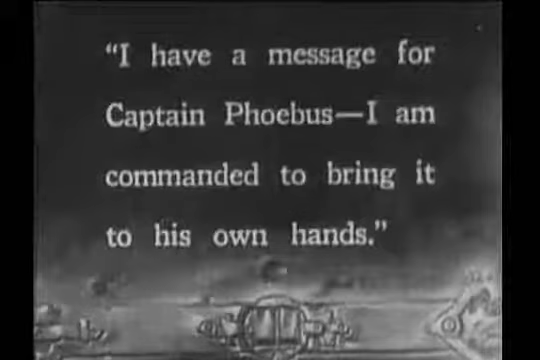 “I have a message for
Captain Phoebus—I am
commanded to bring it
to his own hands.”